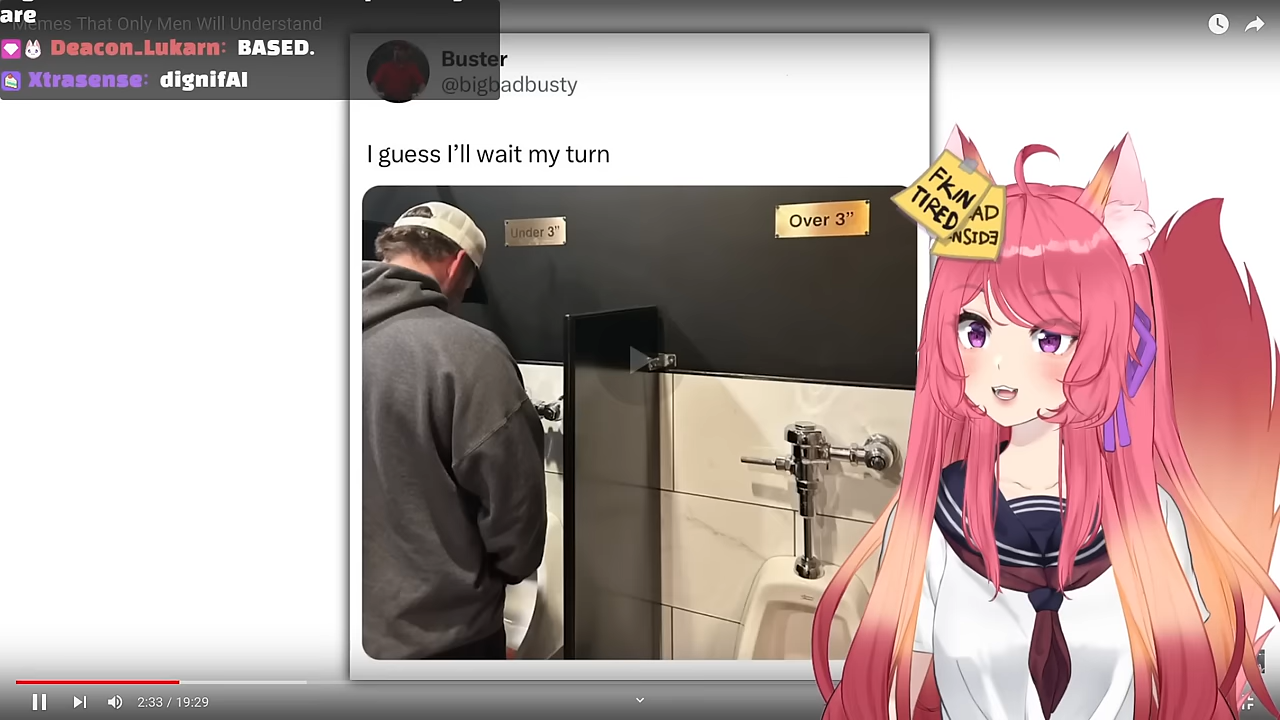 are
Memes That Only Men Will Understand
Deacon_Lukarn: BASED.
Xtrasense: dignifAI
Buster
@bigbadbusty
I guess I'll wait my turn
Under 3”
Over 3”
FKIN
TIRED
AD
NSIDE
2:33 / 19:29